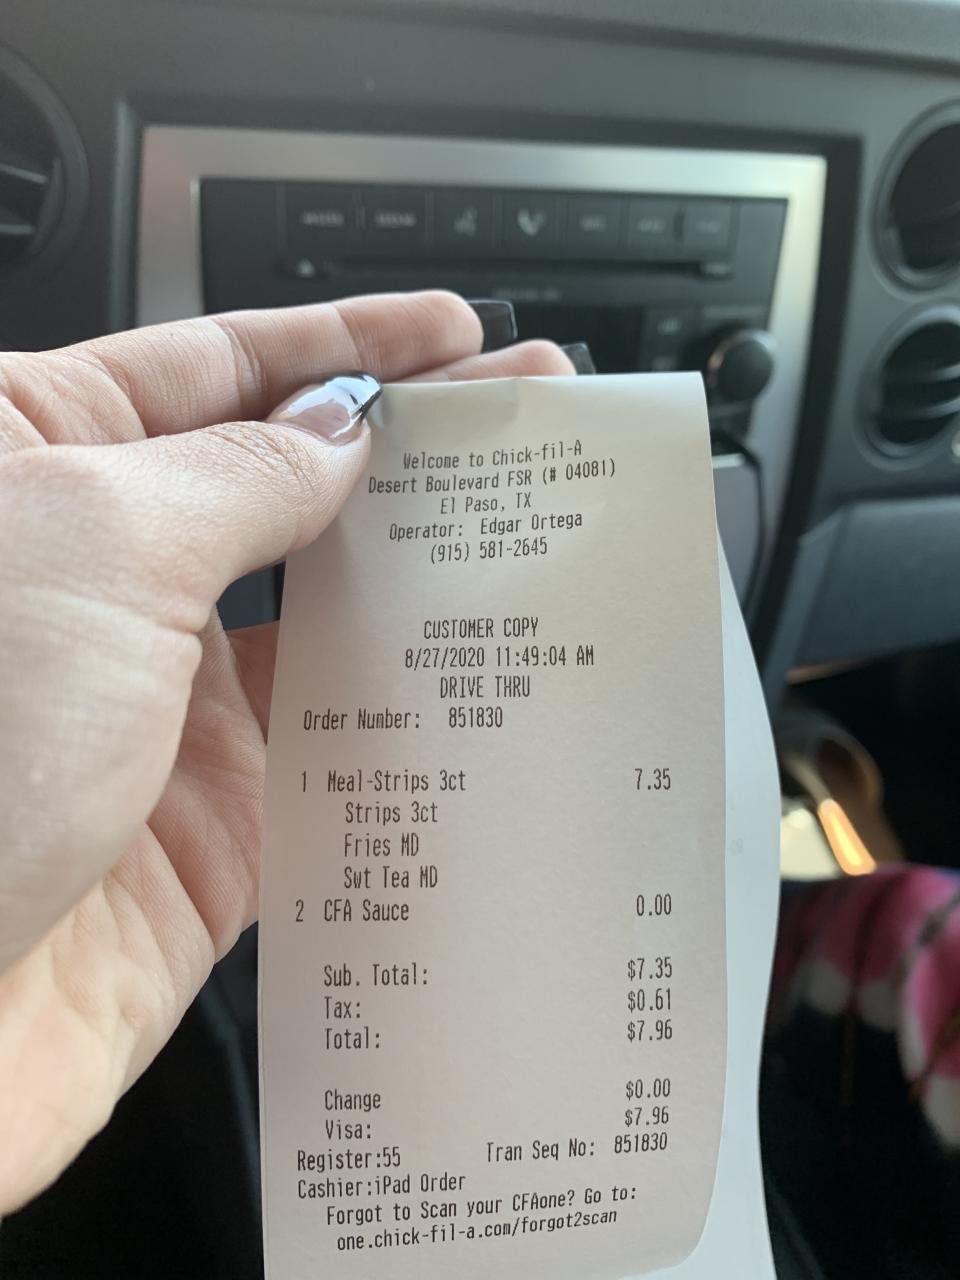 Welcome to Chick-fil-A
Desert Boulevard FSR (# 04081)
El Paso, TX
Operator: Edgar Ortega
(915) 581-2645
CUSTOMER COPY
8/27/2020 11:49:04 AM
DRIVE THRU
Order Number: 851830
1 Meal-Strips 3ct 7.35
Strips 3ct
Fries MD
Swt Tea MD
2 CFA Sauce 0.00
Sub. Total: $7.35
Tax: $0.61
Total: $7.96
Change $0.00
Visa: $7.96
Register:55 Tran Seq No: 851830
Cashier:iPad Order
Forgot to Scan your CFAone? Go to:
one.chick-fil-a.com/forgot2scan